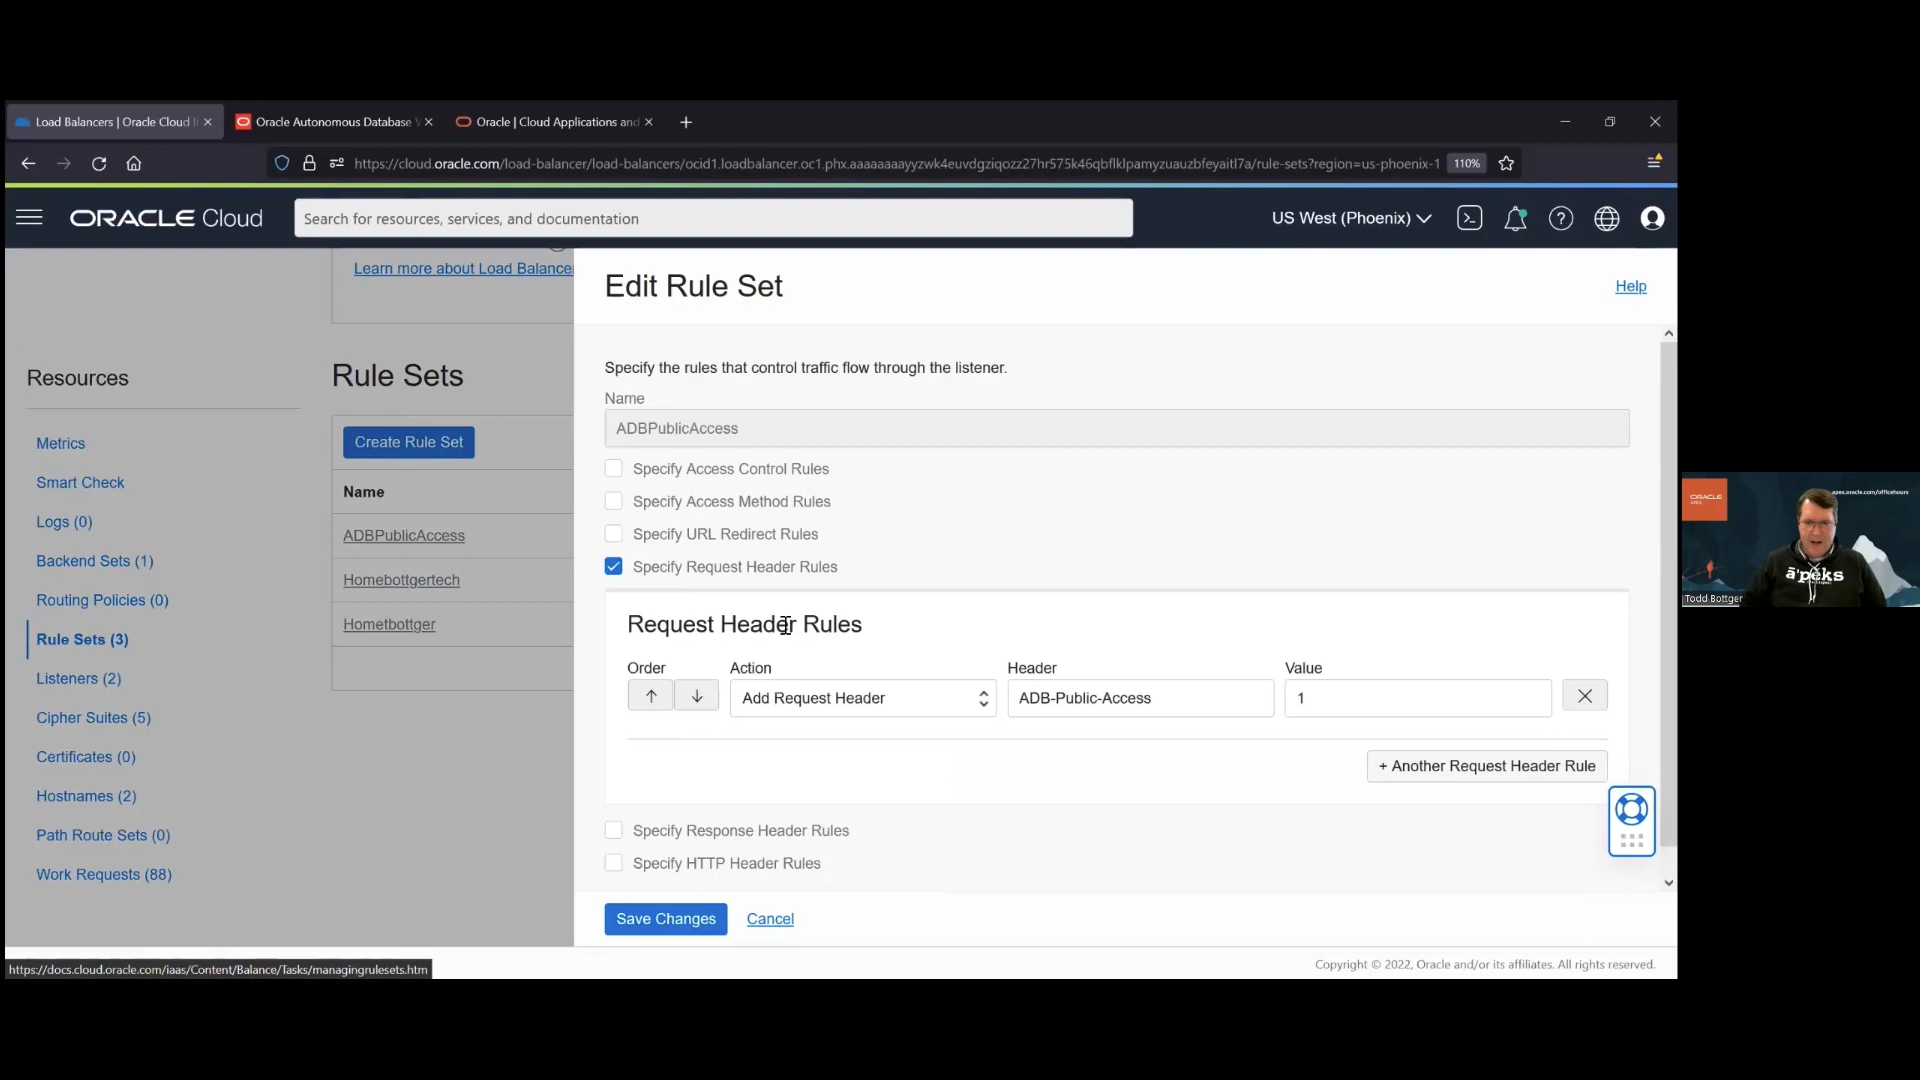 Load Balancers | Oracle Cloud I
Oracle Autonomous Database
Oracle | Cloud Applications and
https://cloud.oracle.com/load-balancer/load-balancers/ocid1.loadbalancer.oc1.phx.aaaaaaaayyzwk4euvdgziqozz27hr575k46qbflklpamyzuauzbfeyaitl7a/rule-sets?region=us-phoenix-1
110%
ORACLE Cloud
Search for resources, services, and documentation
US West (Phoenix)
Learn more about Load Balance
Resources
Metrics
Smart Check
Logs (0)
Backend Sets (1)
Routing Policies (0)
Rule Sets (3)
Listeners (2)
Cipher Suites (5)
Certificates (0)
Hostnames (2)
Path Route Sets (0)
Work Requests (88)
Rule Sets
Create Rule Set
Name
ADBPublicAccess
Homebottgertech
Hometbottger
Edit Rule Set
Help
Specify the rules that control traffic flow through the listener.
Name
ADBPublicAccess
Specify Access Control Rules
Specify Access Method Rules
Specify URL Redirect Rules
Specify Request Header Rules
Request Header Rules
Order Action Header Value
Add Request Header ADB-Public-Access 1
+ Another Request Header Rule
Specify Response Header Rules
Specify HTTP Header Rules
Save Changes Cancel
https://docs.cloud.oracle.com/iaas/Content/Balance/Tasks/managingrulesets.htm
Copyright © 2022, Oracle and/or its affiliates. All rights reserved.
ORACLE
APEX
apex.oracle.com/officehours
ā'peks
Todd Bottger